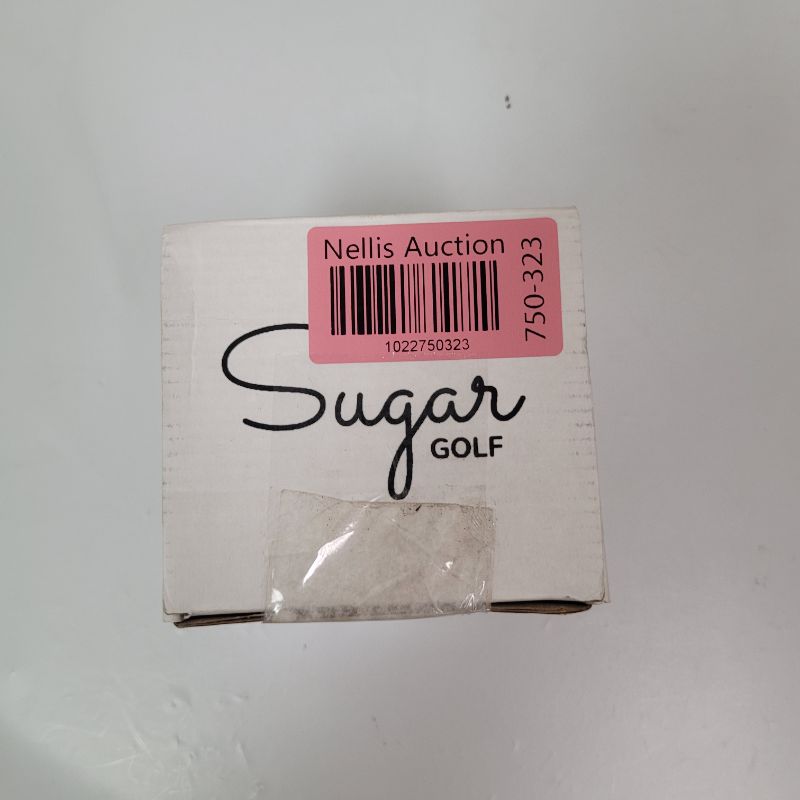 Nellis Auction
1022750323
750-323
Sugar
GOLF